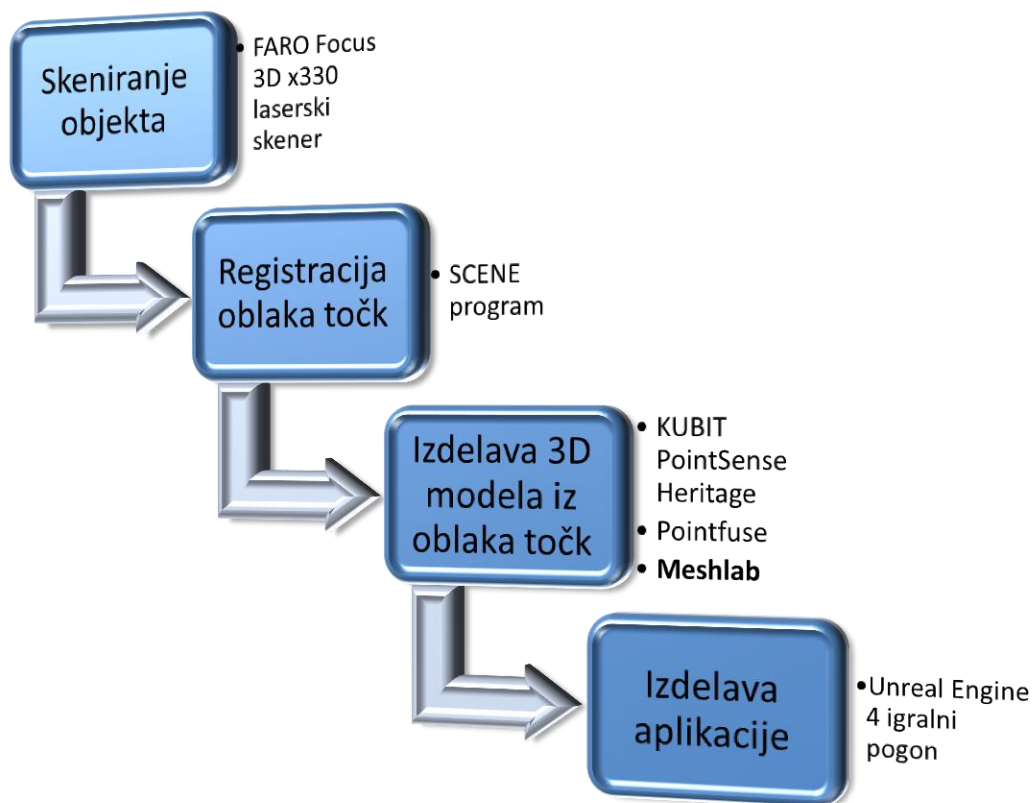 Skeniranje
objekta
• FARO Focus
3D x330
laserski
skener
Registracija
oblaka točk
• SCENE
program
Izdelava 3D
modela iz
oblaka točk
• KUBIT
PointSense
Heritage
• Pointfuse
• Meshlab
Izdelava
aplikacije
•Unreal Engine
4 igralni
pogon